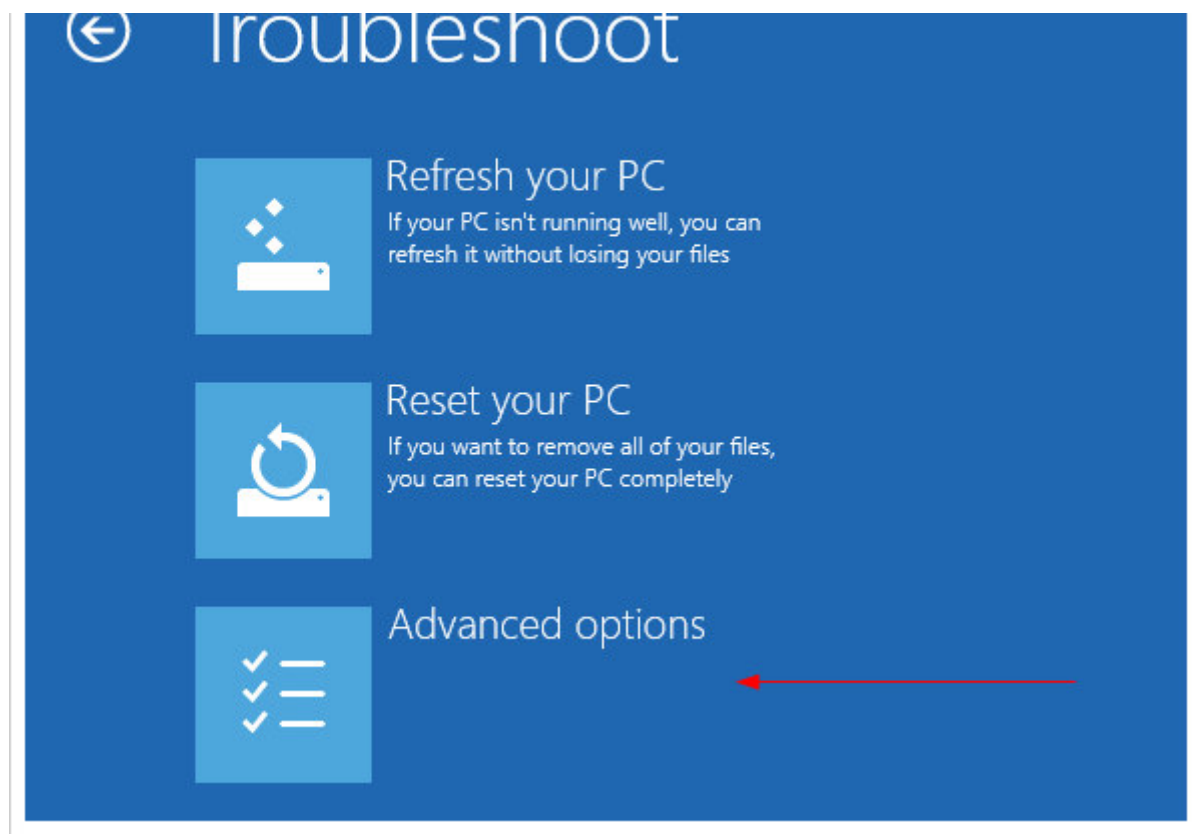 Troubleshoot
Refresh your PC
If your PC isn't running well, you can
refresh it without losing your files
Reset your PC
If you want to remove all of your files,
you can reset your PC completely
Advanced options